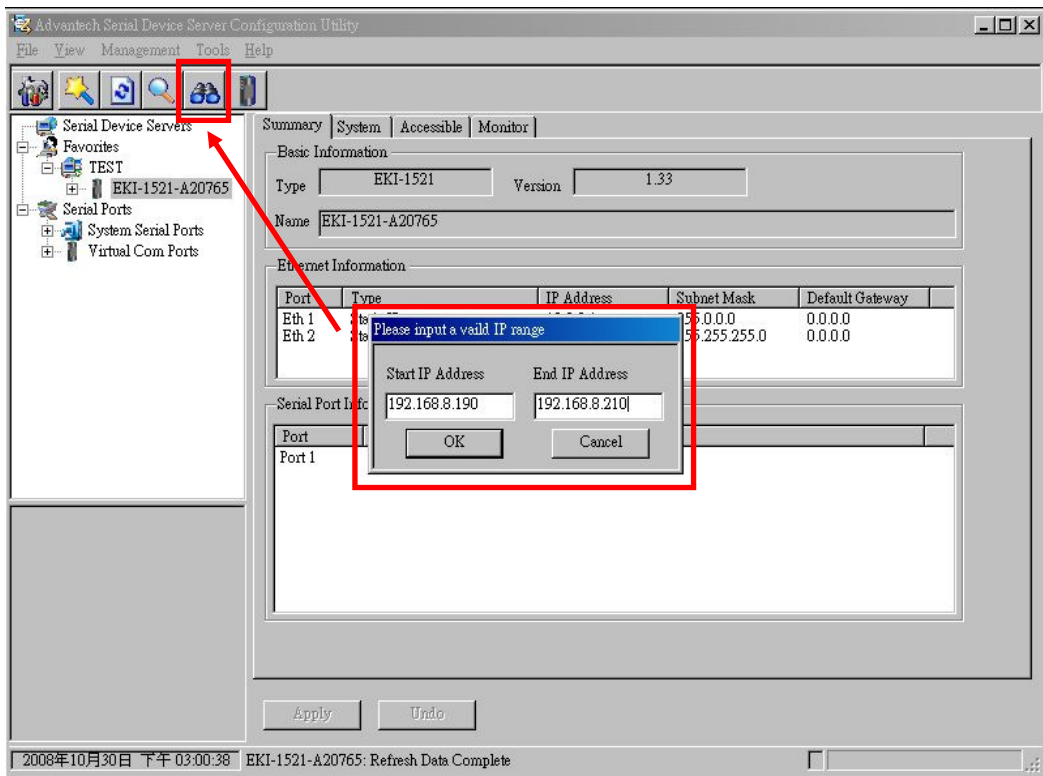 Advantech Serial Device Server Configuration Utility
File View Management Tools Help
Serial Device Servers
Favorites
TEST
EKI-1521-A20765
Serial Ports
System Serial Ports
Virtual Com Ports
Summary System Accessible Monitor
Basic Information
Type EKI-1521 Version 1.33
Name EKI-1521-A20765
Ethernet Information
Port Type IP Address Subnet Mask Default Gateway
Eth 1 0.0.0.0
Eth 2 0.0.0.0
Please input a vaild IP range
Start IP Address End IP Address
192.168.8.190 192.168.8.210
OK Cancel
Serial Port
Port
Port 1
Apply Undo
2008年10月30日 下午 03:00:38 EKI-1521-A20765: Refresh Data Complete